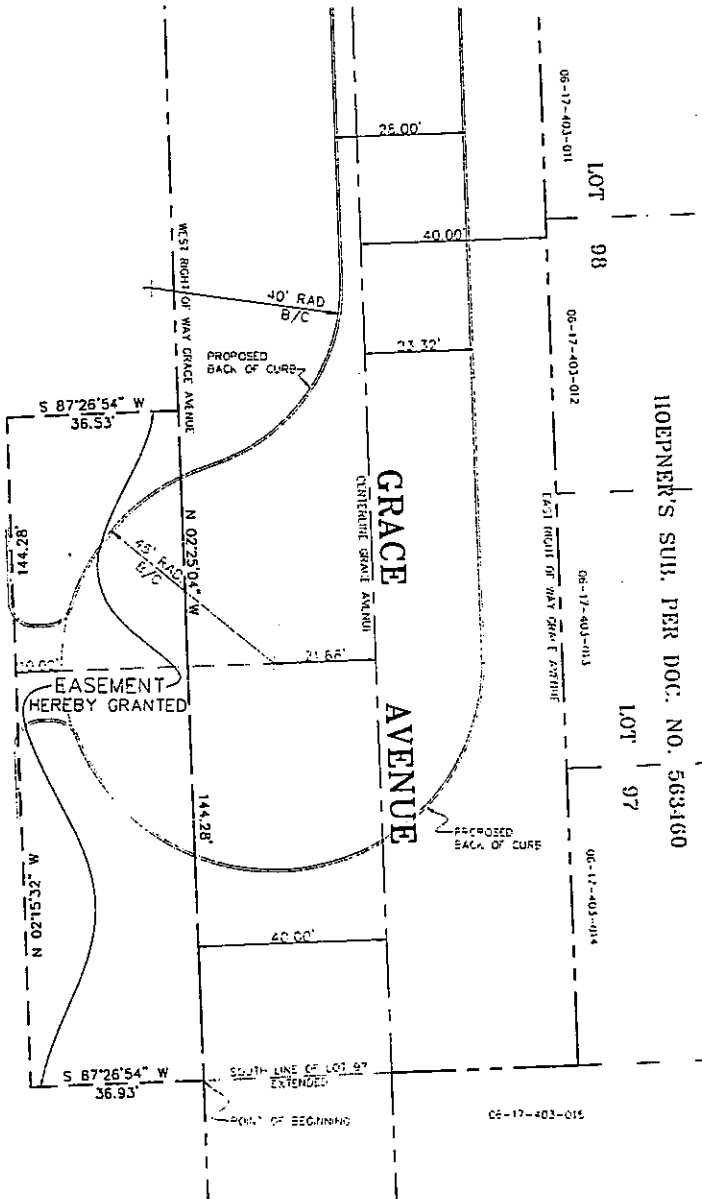 HOEPNER'S SUB. PER DOC. NO. 563460
LOT 98
LOT 97
06-17-403-011
06-17-403-012
06-17-403-013
06-17-403-014
06-17-403-015
28.00'
40.00'
40' RAD
B/C
23.32'
WEST RIGHT OF WAY GRACE AVENUE
PROPOSED
BACK OF CURB
S 87°26'54" W
36.53'
GRACE
AVENUE
CENTERLINE GRACE AVENUE
EAST RIGHT OF WAY GRACE AVENUE
144.28'
N 02°25'04" W
45' RAD
B/C
21.68'
10.00'
EASEMENT
HEREBY GRANTED
144.28'
PROPOSED
BACK OF CURB
N 02°15'32" W
40.00'
S 87°26'54" W
36.93'
SOUTH LINE OF LOT 97
EXTENDED
POINT OF BEGINNING